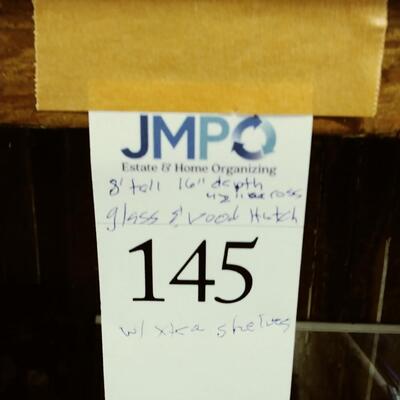 JMPO
Estate & Home Organizing
8' tall 16" depth
42" across
glass & wood Hutch
145
w/ xtra shelves